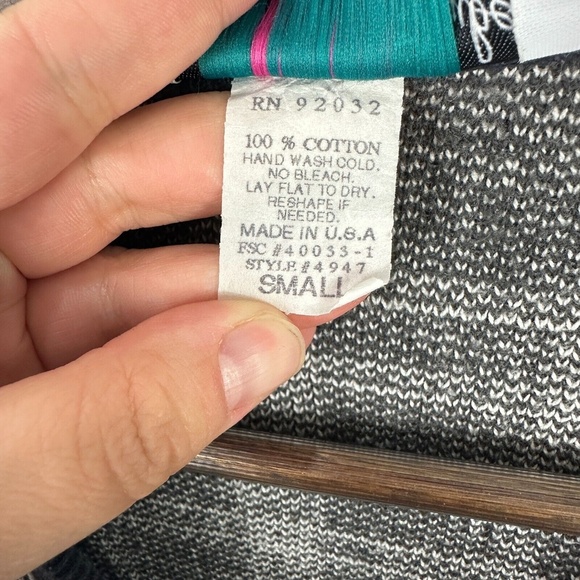 RN 92032
100 % COTTON
HAND WASH COLD.
NO BLEACH.
LAY FLAT TO DRY.
RESHAPE IF
NEEDED.
MADE IN U.S.A
FSC #40033-1
STYLE #4947
SMALL